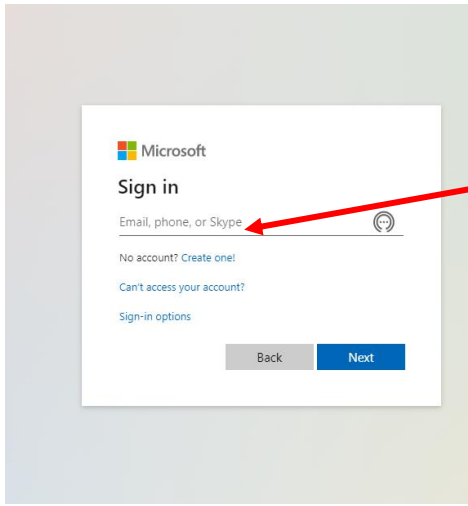 Microsoft
Sign in
Email, phone, or Skype
No account? Create one!
Can't access your account?
Sign-in options
Back Next